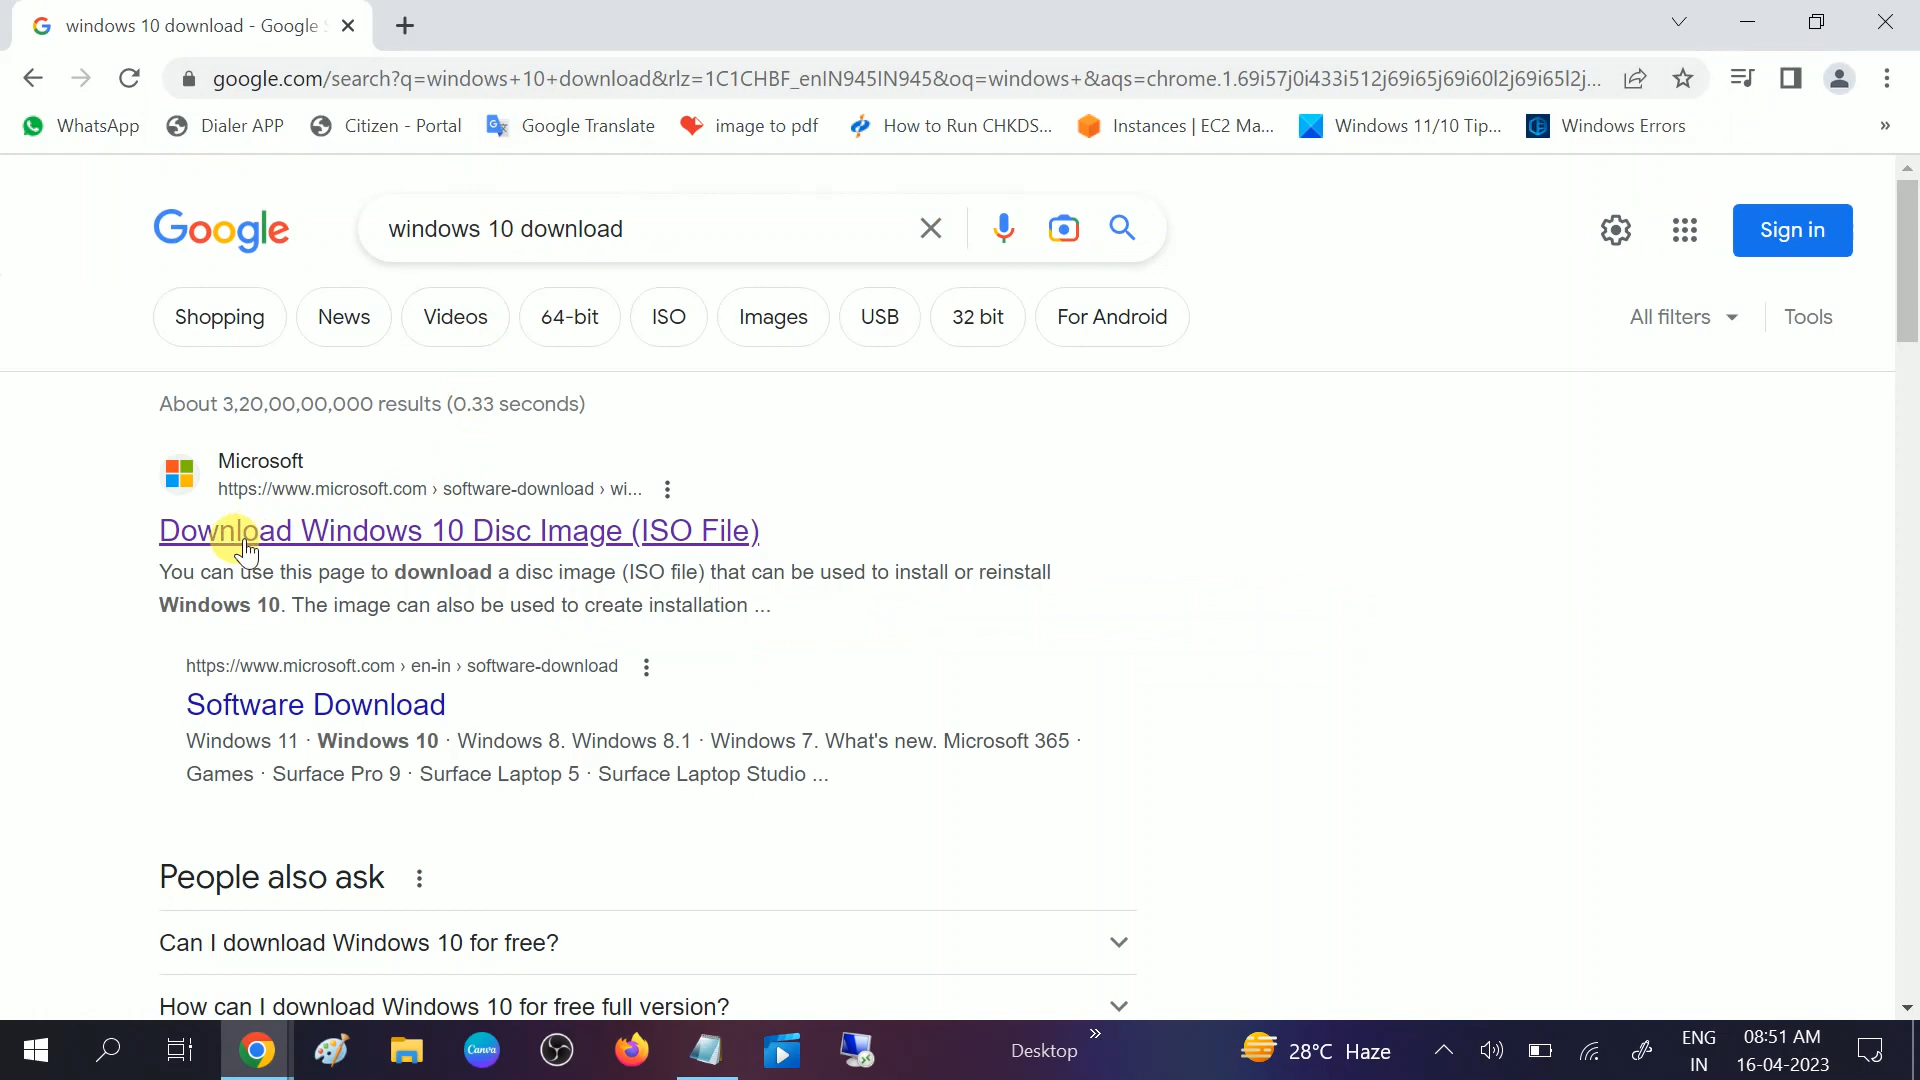 windows 10 download - Google
google.com/search?q=windows+10+download&rlz=1C1CHBF_enIN945IN945&oq=windows+&aqs=chrome.1.69i57j0i433i512j69i65j69i60l2j69i65l2j...
WhatsApp
Dialer APP
Citizen - Portal
Google Translate
image to pdf
How to Run CHKDS...
Instances | EC2 Ma...
Windows 11/10 Tip...
Windows Errors
»
Google
windows 10 download
Sign in
Shopping
News
Videos
64-bit
ISO
Images
USB
32 bit
For Android
All filters
Tools
About 3,20,00,00,000 results (0.33 seconds)
Microsoft
https://www.microsoft.com › software-download › wi...
Download Windows 10 Disc Image (ISO File)
You can use this page to download a disc image (ISO file) that can be used to install or reinstall
Windows 10. The image can also be used to create installation ...
https://www.microsoft.com › en-in › software-download
Software Download
Windows 11 · Windows 10 · Windows 8. Windows 8.1 · Windows 7. What's new. Microsoft 365 ·
Games · Surface Pro 9 · Surface Laptop 5 · Surface Laptop Studio ...
People also ask
Can I download Windows 10 for free?
How can I download Windows 10 for free full version?
Canva
Desktop
»
28°C Haze
ENG
IN
08:51 AM
16-04-2023